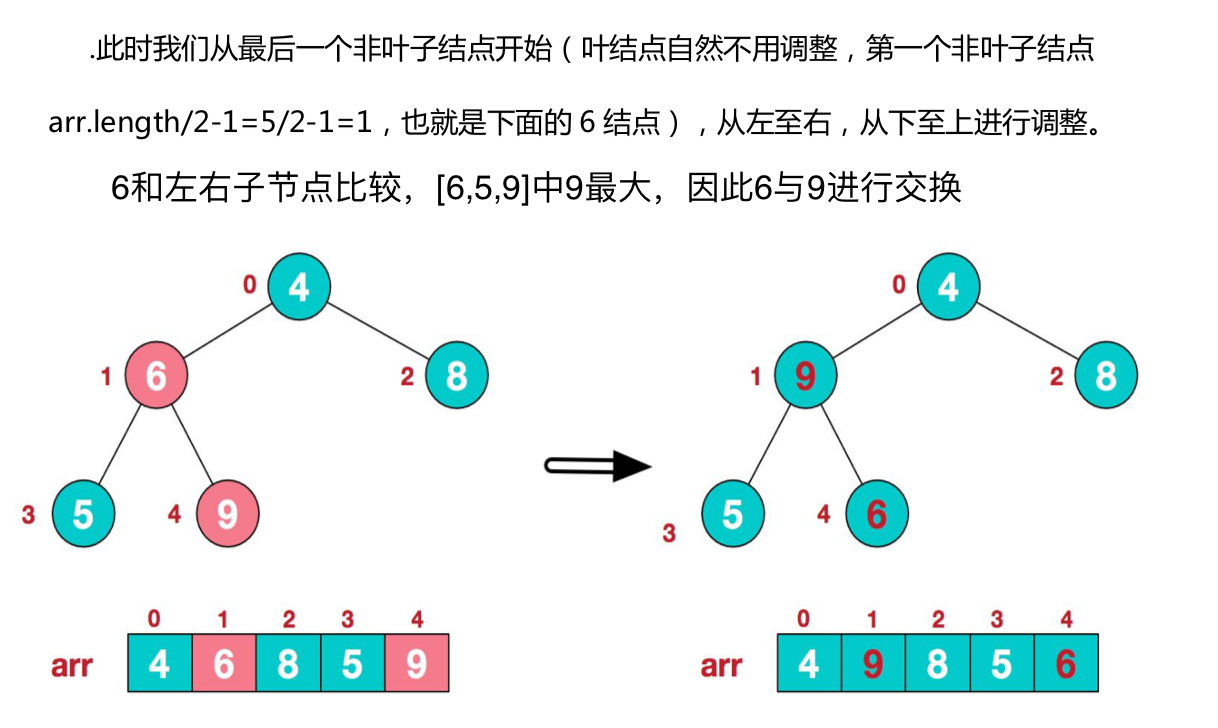 .此时我们从最后一个非叶子结点开始（叶结点自然不用调整，第一个非叶子结点
arr.length/2-1=5/2-1=1，也就是下面的 6 结点），从左至右，从下至上进行调整。
6和左右子节点比较，[6,5,9]中9最大，因此6与9进行交换
0 4 0 4
1 6 2 8 1 9 2 8
3 5 4 9 3 5 4 6
0 1 2 3 4 0 1 2 3 4
arr 4 6 8 5 9 arr 4 9 8 5 6